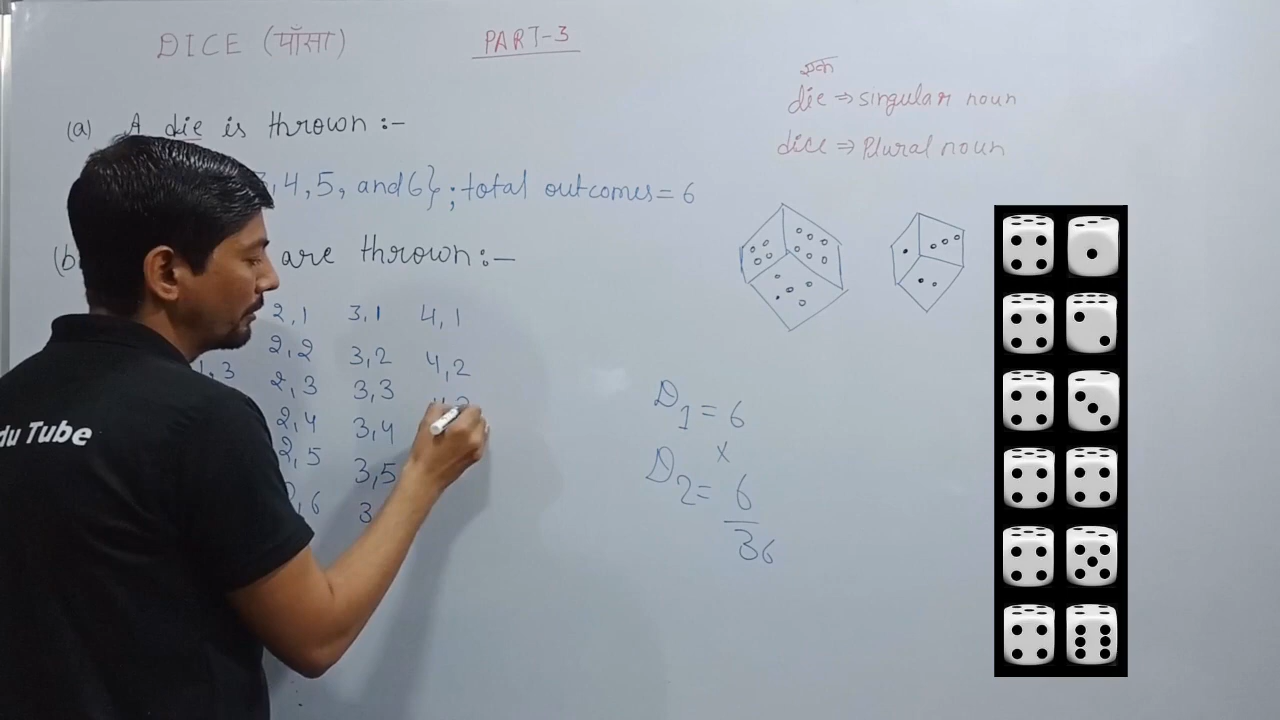 DICE (पाँसा)
PART-3
एक
die ⇒ singular noun
dice ⇒ Plural noun
(a) A die is thrown :-
,4,5, and 6} ; total outcomes = 6
(b are thrown :-
2,1 3,1 4,1
2,2 3,2 4,2
,3 2,3 3,3
2,4 3,4
2,5 3,5
,6 3
D1 = 6
×
D2 = 6
36
du Tube